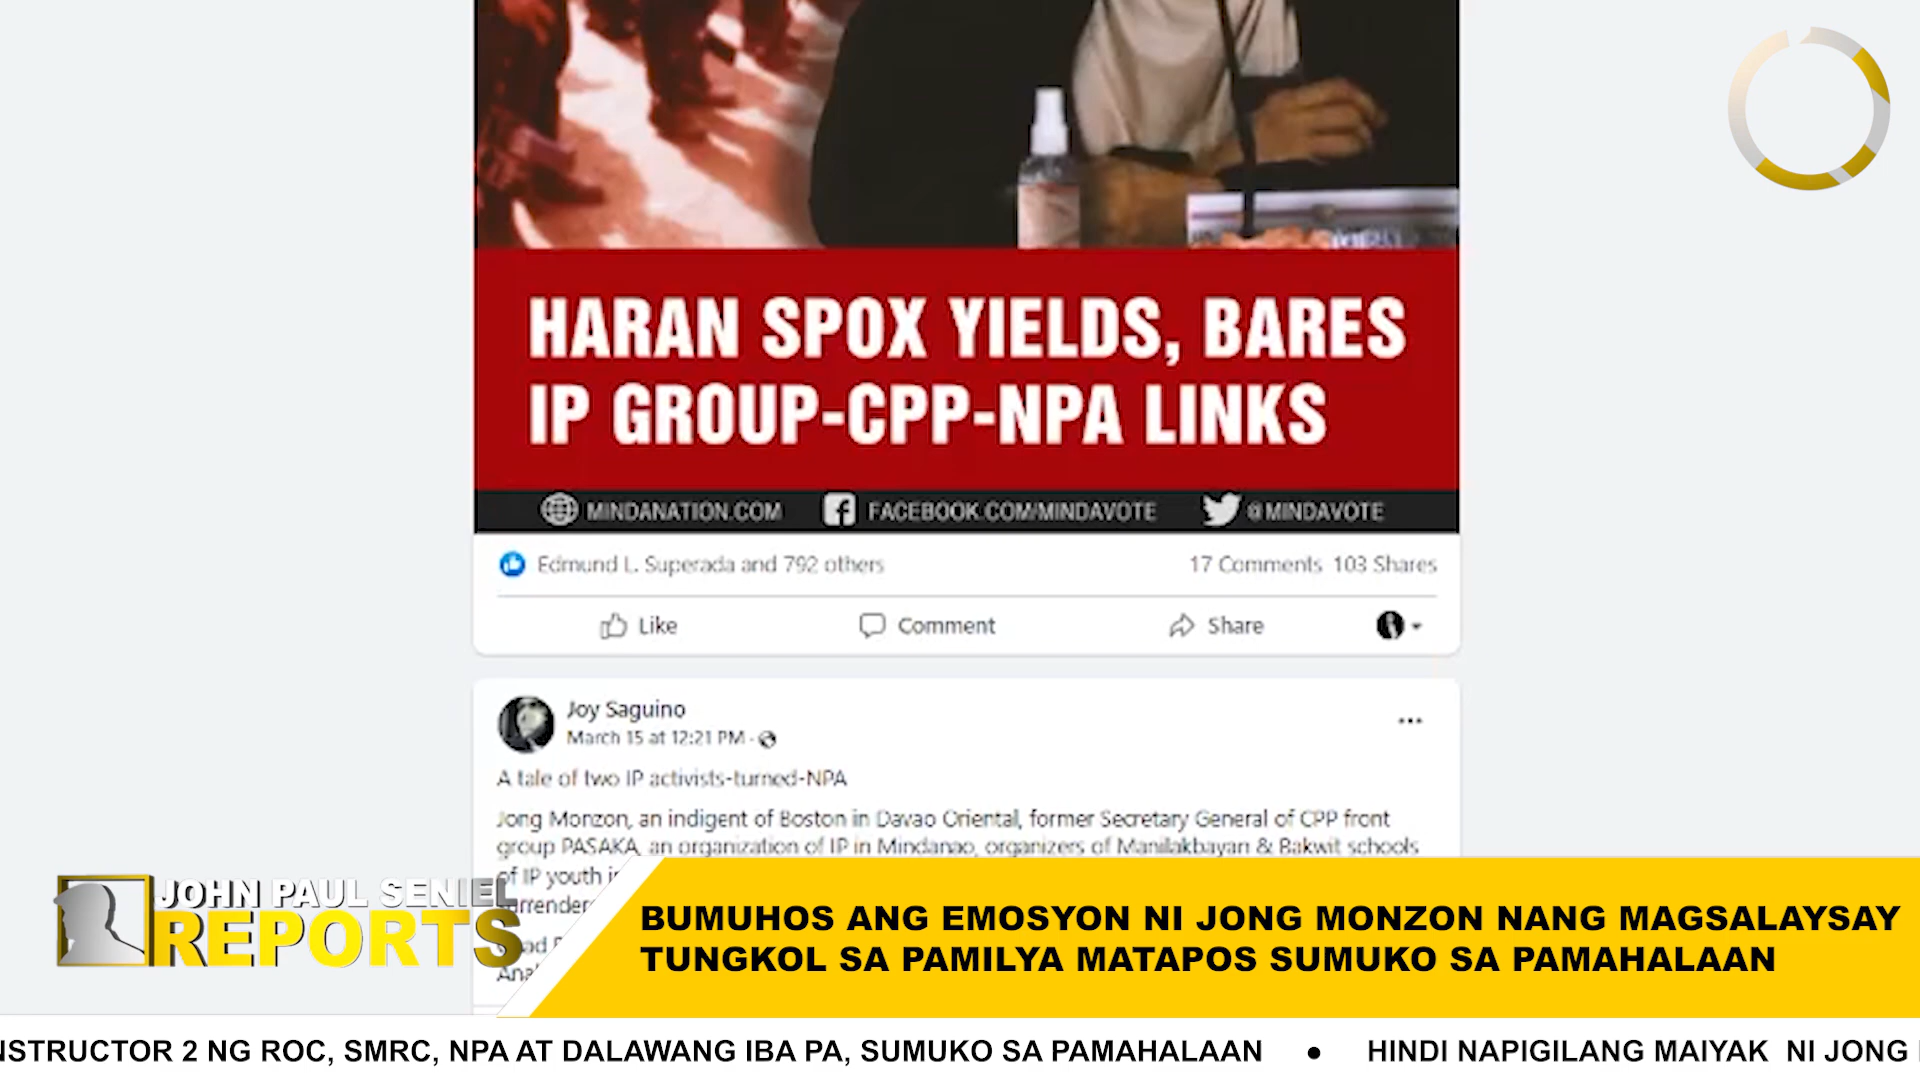 HARAN SPOX YIELDS, BARES
IP GROUP-CPP-NPA LINKS
MINDANATION.COM FACEBOOK.COM/MINDAVOTE @MINDAVOTE
Edmund L. Superada and 792 others 17 Comments 103 Shares
Like Comment Share
Joy Saguino
March 15 at 12:21 PM
A tale of two IP activists-turned-NPA
Jong Monzon, an indigent of Boston in Davao Oriental, former Secretary General of CPP front
group PASAKA, an organization of IP in Mindanao, organizers of Manilakbayan & Bakwit schools
of IP youth
JOHN PAUL SENIEL
REPORTS
BUMUHOS ANG EMOSYON NI JONG MONZON NANG MAGSALAYSAY
TUNGKOL SA PAMILYA MATAPOS SUMUKO SA PAMAHALAAN
NSTRUCTOR 2 NG ROC, SMRC, NPA AT DALAWANG IBA PA, SUMUKO SA PAMAHALAAN ● HINDI NAPIGILANG MAIYAK NI JONG